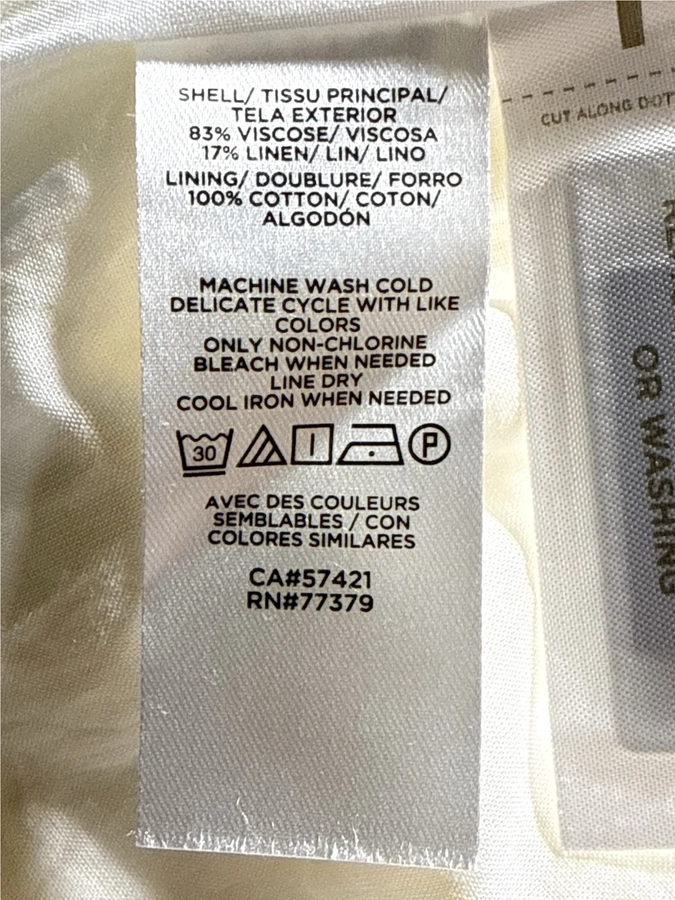 SHELL/ TISSU PRINCIPAL/
TELA EXTERIOR
83% VISCOSE/ VISCOSA
17% LINEN/ LIN/ LINO
LINING/ DOUBLURE/ FORRO
100% COTTON/ COTON/
ALGODÓN
MACHINE WASH COLD
DELICATE CYCLE WITH LIKE
COLORS
ONLY NON-CHLORINE
BLEACH WHEN NEEDED
LINE DRY
COOL IRON WHEN NEEDED
30 P
AVEC DES COULEURS
SEMBLABLES / CON
COLORES SIMILARES
CA#57421
RN#77379
CUT ALONG DOT
OR WASHING